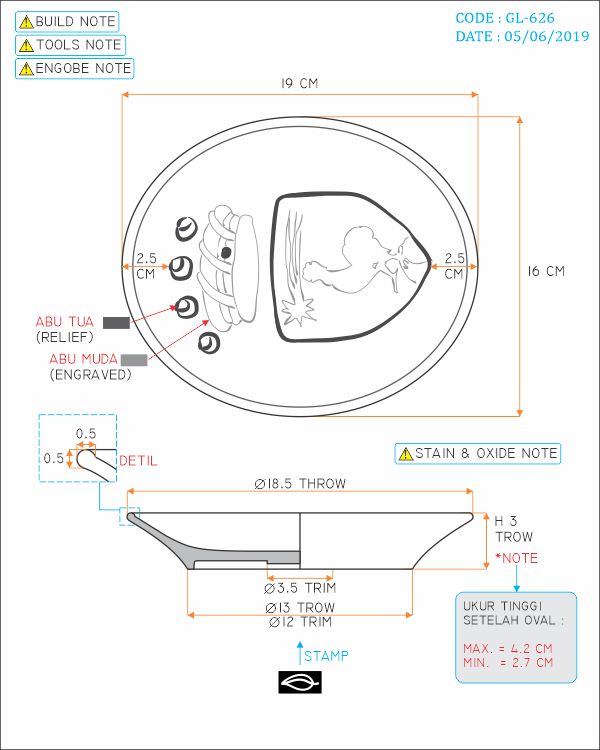 BUILD NOTE
TOOLS NOTE
ENGOBE NOTE
CODE : GL-626
DATE : 05/06/2019
19 CM
2.5
CM
2.5
CM
16 CM
ABU TUA
(RELIEF)
ABU MUDA
(ENGRAVED)
0.5
0.5
DETIL
STAIN & OXIDE NOTE
Ø18.5 THROW
H 3
TROW
*NOTE
Ø3.5 TRIM
Ø13 TROW
Ø12 TRIM
STAMP
UKUR TINGGI
SETELAH OVAL :
MAX. = 4.2 CM
MIN. = 2.7 CM